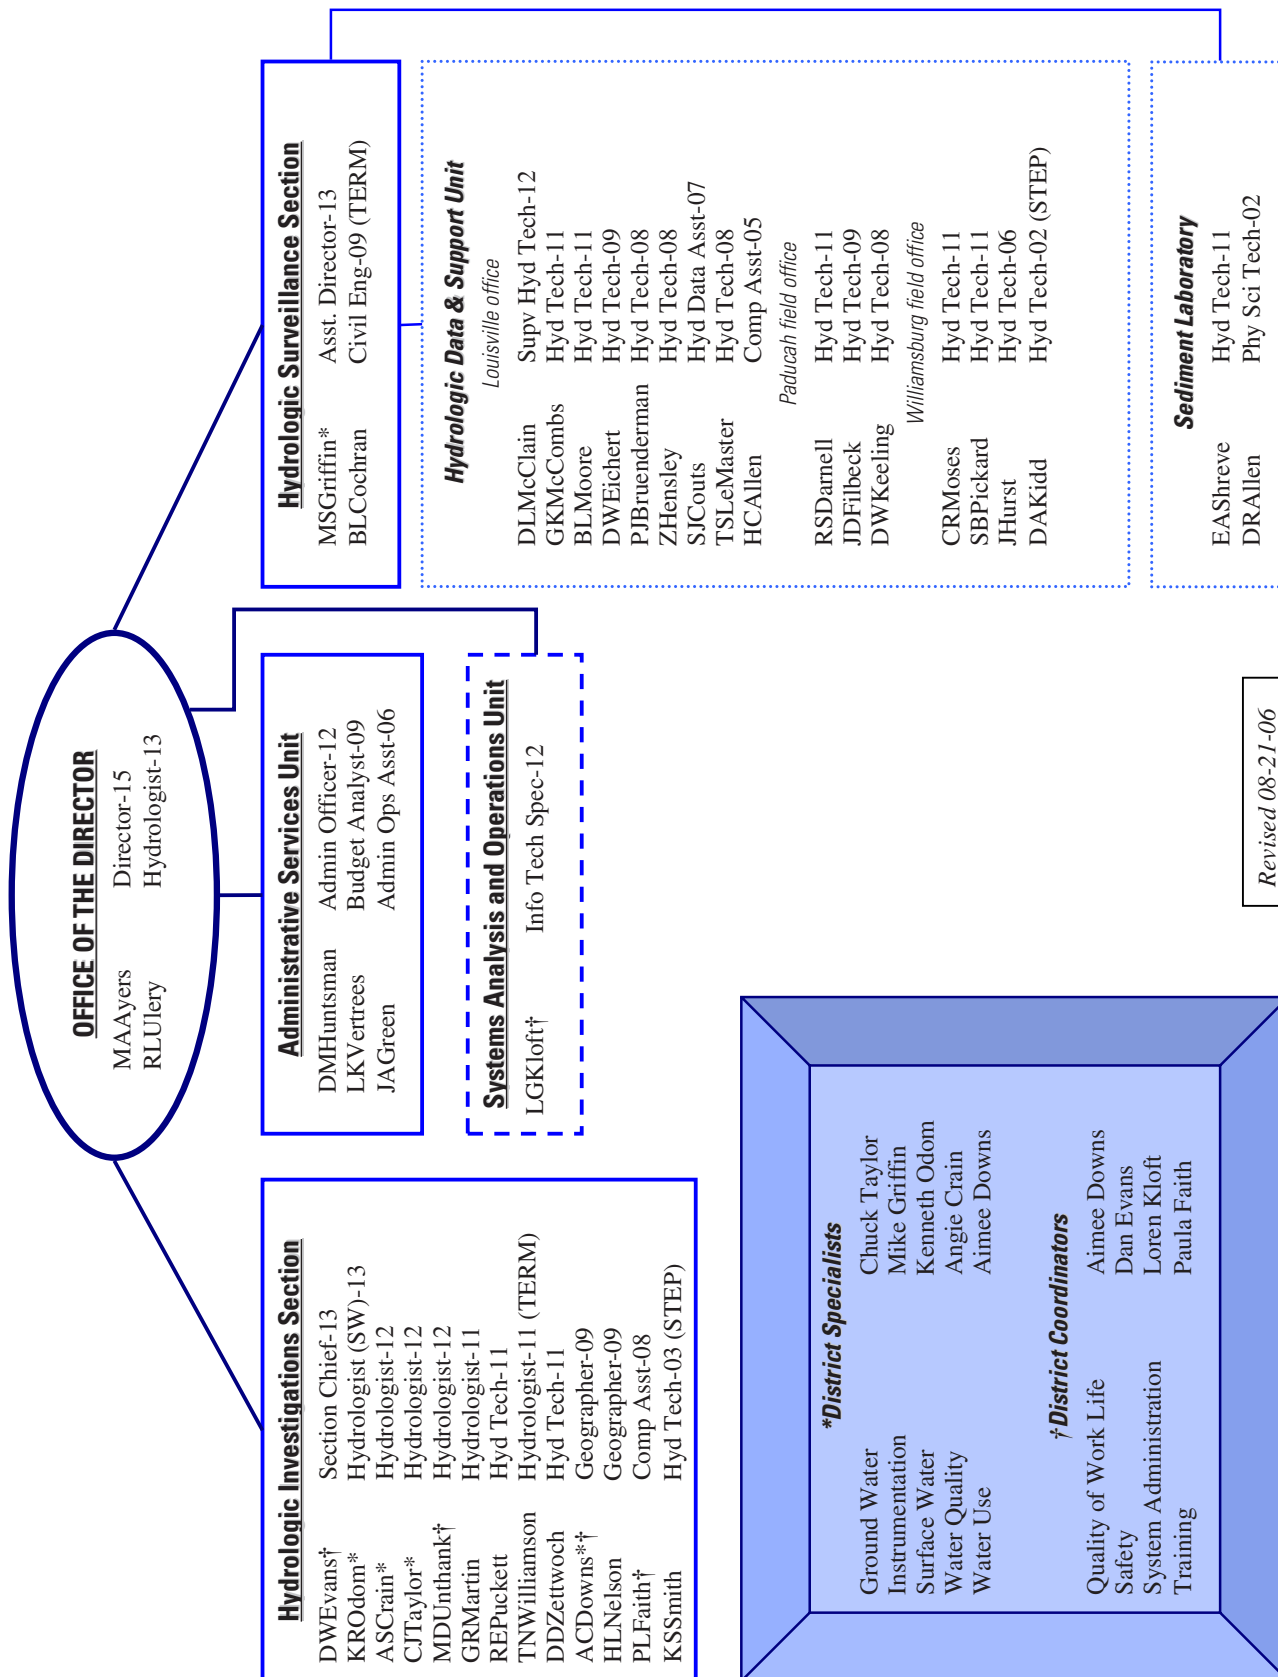 OFFICE OF THE DIRECTOR
MAAyers Director-15
RLUlery Hydrologist-13
Hydrologic Investigations Section
DWEvans† Section Chief-13
KROdom* Hydrologist (SW)-13
ASCrain* Hydrologist-12
CJTaylor* Hydrologist-12
MDUnthank† Hydrologist-12
GRMartin Hydrologist-11
REPuckett Hyd Tech-11
TNWilliamson Hydrologist-11 (TERM)
DDZettwoch Hyd Tech-11
ACDowns*† Geographer-09
HLNelson Geographer-09
PLFaith† Comp Asst-08
KSSmith Hyd Tech-03 (STEP)
Administrative Services Unit
DMHuntsman Admin Officer-12
LKVertrees Budget Analyst-09
JAGreen Admin Ops Asst-06
Systems Analysis and Operations Unit
LGKloft† Info Tech Spec-12
Hydrologic Surveillance Section
MSGriffin* Asst. Director-13
BLCochran Civil Eng-09 (TERM)
Hydrologic Data & Support Unit
Louisville office
DLMcClain Supv Hyd Tech-12
GKMcCombs Hyd Tech-11
BLMoore Hyd Tech-11
DWEichert Hyd Tech-09
PJBruenderman Hyd Tech-08
ZHensley Hyd Tech-08
SJCouts Hyd Data Asst-07
TSLeMaster Hyd Tech-08
HCAllen Comp Asst-05
Paducah field office
RSDarnell Hyd Tech-11
JDFilbeck Hyd Tech-09
DWKeeling Hyd Tech-08
Williamsburg field office
CRMoses Hyd Tech-11
SBPickard Hyd Tech-11
JHurst Hyd Tech-06
DAKidd Hyd Tech-02 (STEP)
Sediment Laboratory
EAShreve Hyd Tech-11
DRAllen Phy Sci Tech-02
*District Specialists
Ground Water Chuck Taylor
Instrumentation Mike Griffin
Surface Water Kenneth Odom
Water Quality Angie Crain
Water Use Aimee Downs
†District Coordinators
Quality of Work Life Aimee Downs
Safety Dan Evans
System Administration Loren Kloft
Training Paula Faith
Revised 08-21-06